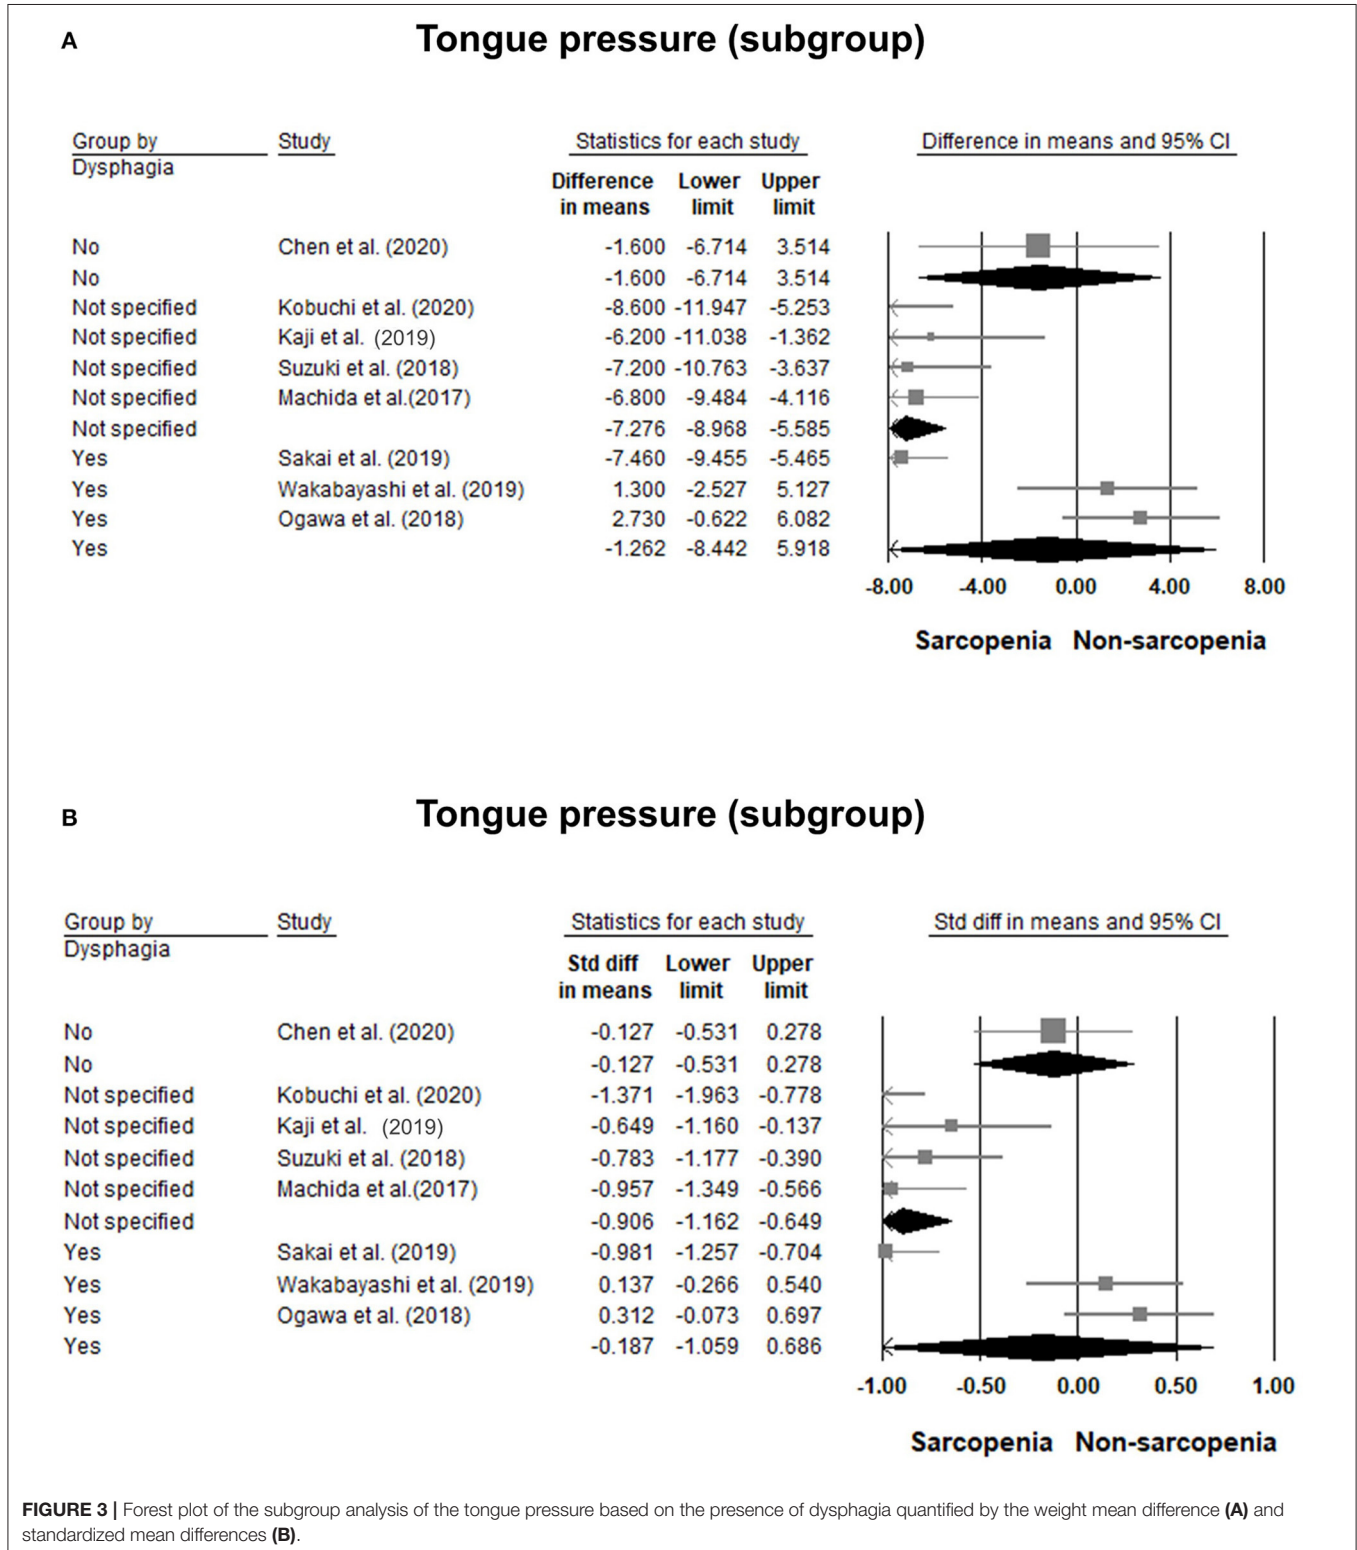 A
Tongue pressure (subgroup)
Group by Study Statistics for each study Difference in means and 95% CI
Dysphagia
Difference Lower Upper
in means limit limit
No Chen et al. (2020) -1.600 -6.714 3.514
No -1.600 -6.714 3.514
Not specified Kobuchi et al. (2020) -8.600 -11.947 -5.253
Not specified Kaji et al. (2019) -6.200 -11.038 -1.362
Not specified Suzuki et al. (2018) -7.200 -10.763 -3.637
Not specified Machida et al.(2017) -6.800 -9.484 -4.116
Not specified -7.276 -8.968 -5.585
Yes Sakai et al. (2019) -7.460 -9.455 -5.465
Yes Wakabayashi et al. (2019) 1.300 -2.527 5.127
Yes Ogawa et al. (2018) 2.730 -0.622 6.082
Yes -1.262 -8.442 5.918
-8.00 -4.00 0.00 4.00 8.00
Sarcopenia Non-sarcopenia
B
Tongue pressure (subgroup)
Group by Study Statistics for each study Std diff in means and 95% CI
Dysphagia
Std diff Lower Upper
in means limit limit
No Chen et al. (2020) -0.127 -0.531 0.278
No -0.127 -0.531 0.278
Not specified Kobuchi et al. (2020) -1.371 -1.963 -0.778
Not specified Kaji et al. (2019) -0.649 -1.160 -0.137
Not specified Suzuki et al. (2018) -0.783 -1.177 -0.390
Not specified Machida et al.(2017) -0.957 -1.349 -0.566
Not specified -0.906 -1.162 -0.649
Yes Sakai et al. (2019) -0.981 -1.257 -0.704
Yes Wakabayashi et al. (2019) 0.137 -0.266 0.540
Yes Ogawa et al. (2018) 0.312 -0.073 0.697
Yes -0.187 -1.059 0.686
-1.00 -0.50 0.00 0.50 1.00
Sarcopenia Non-sarcopenia
FIGURE 3 | Forest plot of the subgroup analysis of the tongue pressure based on the presence of dysphagia quantified by the weight mean difference (A) and
standardized mean differences (B).